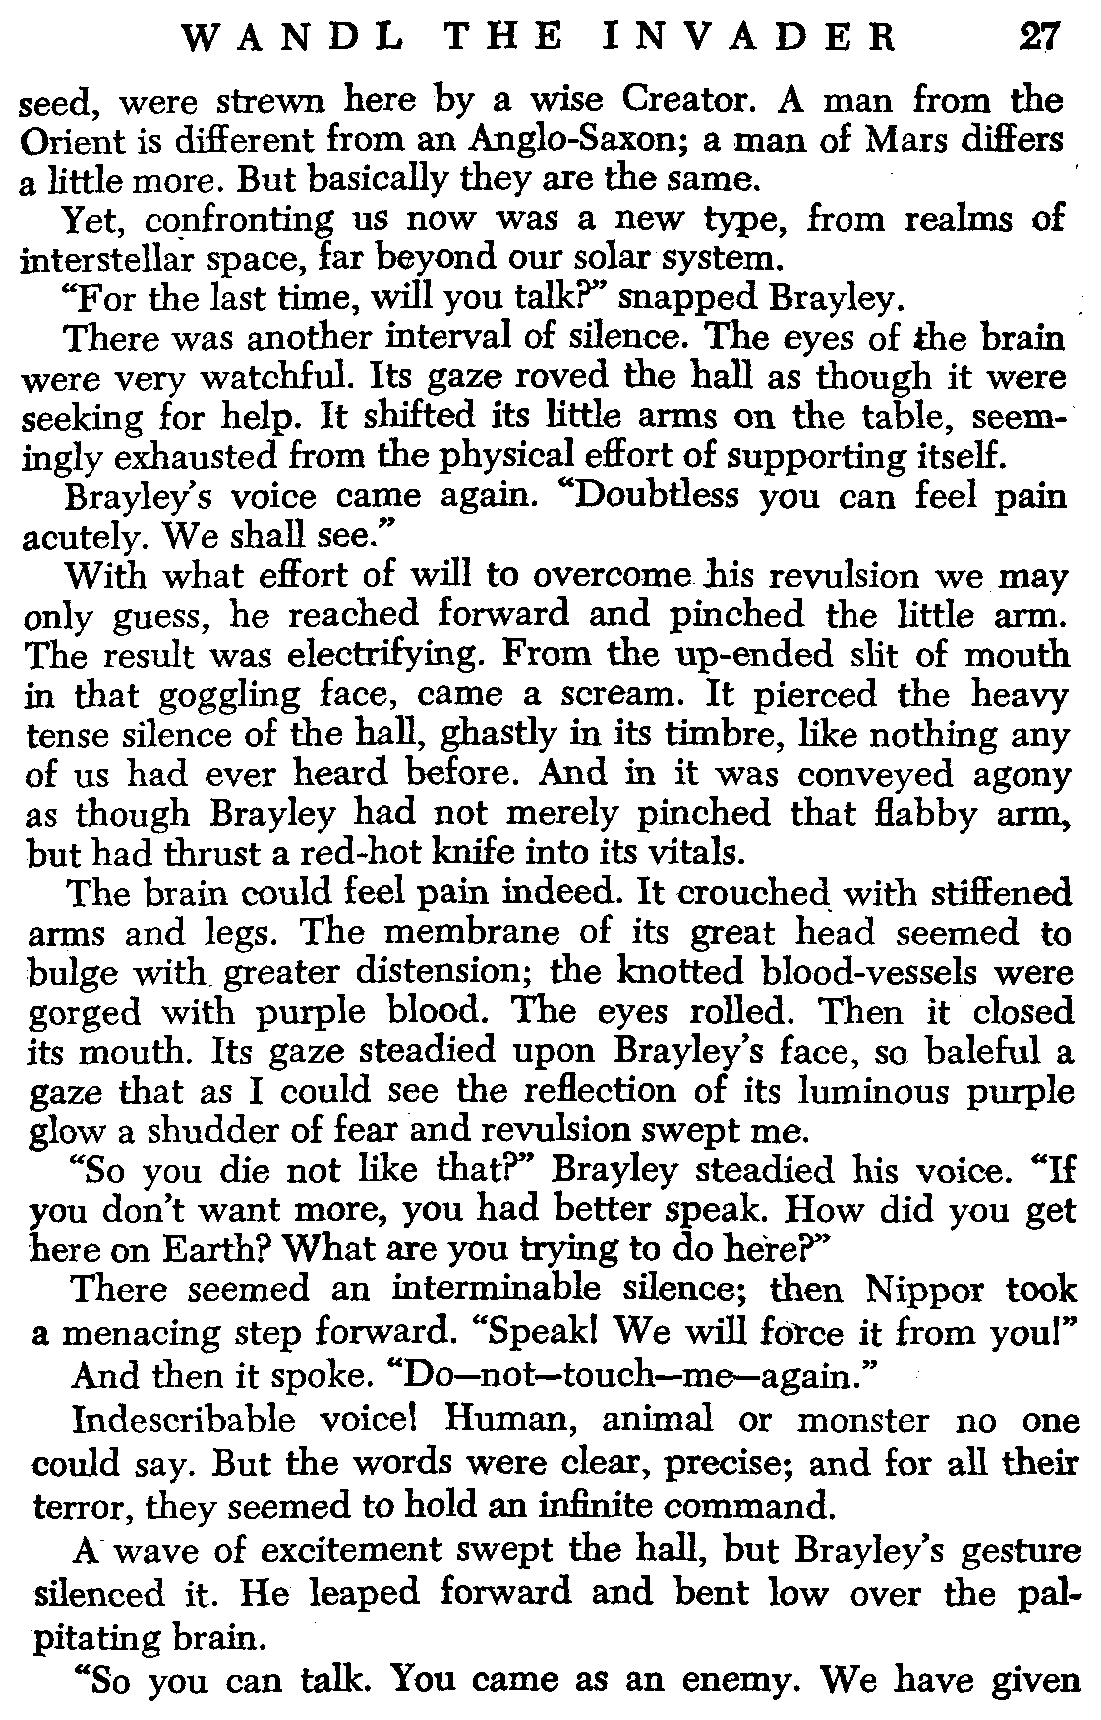 WANDL THE INVADER 27
seed, were strewn here by a wise Creator. A man from the
Orient is different from an Anglo-Saxon; a man of Mars differs
a little more. But basically they are the same.
Yet, confronting us now was a new type, from realms of
interstellar space, far beyond our solar system.
“For the last time, will you talk?” snapped Brayley.
There was another interval of silence. The eyes of the brain
were very watchful. Its gaze roved the hall as though it were
seeking for help. It shifted its little arms on the table, seem-
ingly exhausted from the physical effort of supporting itself.
Brayley’s voice came again. “Doubtless you can feel pain
acutely. We shall see.”
With what effort of will to overcome his revulsion we may
only guess, he reached forward and pinched the little arm.
The result was electrifying. From the up-ended slit of mouth
in that goggling face, came a scream. It pierced the heavy
tense silence of the hall, ghastly in its timbre, like nothing any
of us had ever heard before. And in it was conveyed agony
as though Brayley had not merely pinched that flabby arm,
but had thrust a red-hot knife into its vitals.
The brain could feel pain indeed. It crouched with stiffened
arms and legs. The membrane of its great head seemed to
bulge with greater distension; the knotted blood-vessels were
gorged with purple blood. The eyes rolled. Then it closed
its mouth. Its gaze steadied upon Brayley’s face, so baleful a
gaze that as I could see the reflection of its luminous purple
glow a shudder of fear and revulsion swept me.
“So you die not like that?” Brayley steadied his voice. “If
you don’t want more, you had better speak. How did you get
here on Earth? What are you trying to do here?”
There seemed an interminable silence; then Nippor took
a menacing step forward. “Speak! We will force it from you!”
And then it spoke. “Do—not—touch—me—again.”
Indescribable voice! Human, animal or monster no one
could say. But the words were clear, precise; and for all their
terror, they seemed to hold an infinite command.
A wave of excitement swept the hall, but Brayley’s gesture
silenced it. He leaped forward and bent low over the pal-
pitating brain.
“So you can talk. You came as an enemy. We have given